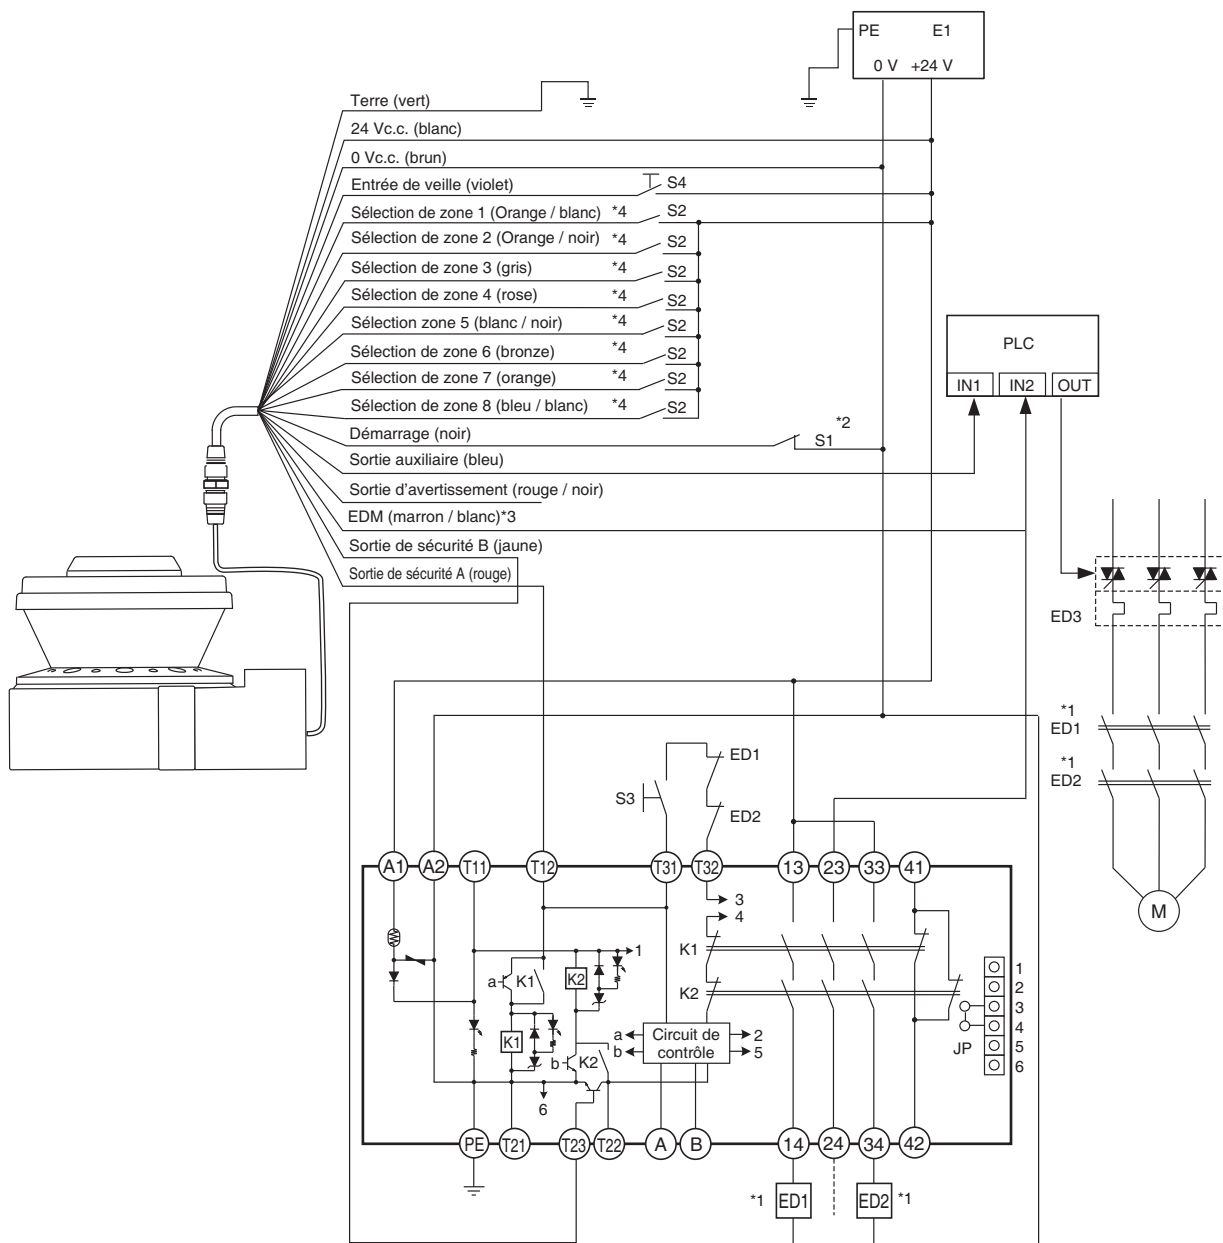 PE E1
0 V +24 V
Terre (vert)
24 Vc.c. (blanc)
0 Vc.c. (brun)
Entrée de veille (violet) S4
Sélection de zone 1 (Orange / blanc) *4 S2
Sélection de zone 2 (Orange / noir) *4 S2
Sélection de zone 3 (gris) *4 S2
Sélection de zone 4 (rose) *4 S2
Sélection zone 5 (blanc / noir) *4 S2
Sélection de zone 6 (bronze) *4 S2
Sélection de zone 7 (orange) *4 S2
Sélection de zone 8 (bleu / blanc) *4 S2
Démarrage (noir) S1 *2
Sortie auxiliaire (bleu)
Sortie d'avertissement (rouge / noir)
EDM (marron / blanc)*3
Sortie de sécurité B (jaune)
Sortie de sécurité A (rouge)
PLC
IN1 IN2 OUT
ED3
*1
ED1
*1
ED2
M
S3
ED1
ED2
A1 A2 T11 T12 T31 T32 13 23 33 41
3
4
1
K1
K2
a K1
K2
K1
b K2
a Circuit de contrôle 2
b 5
6
JP
1
2
3
4
5
6
PE T21 T23 T22 A B 14 24 34 42
*1 ED1 ED2 *1